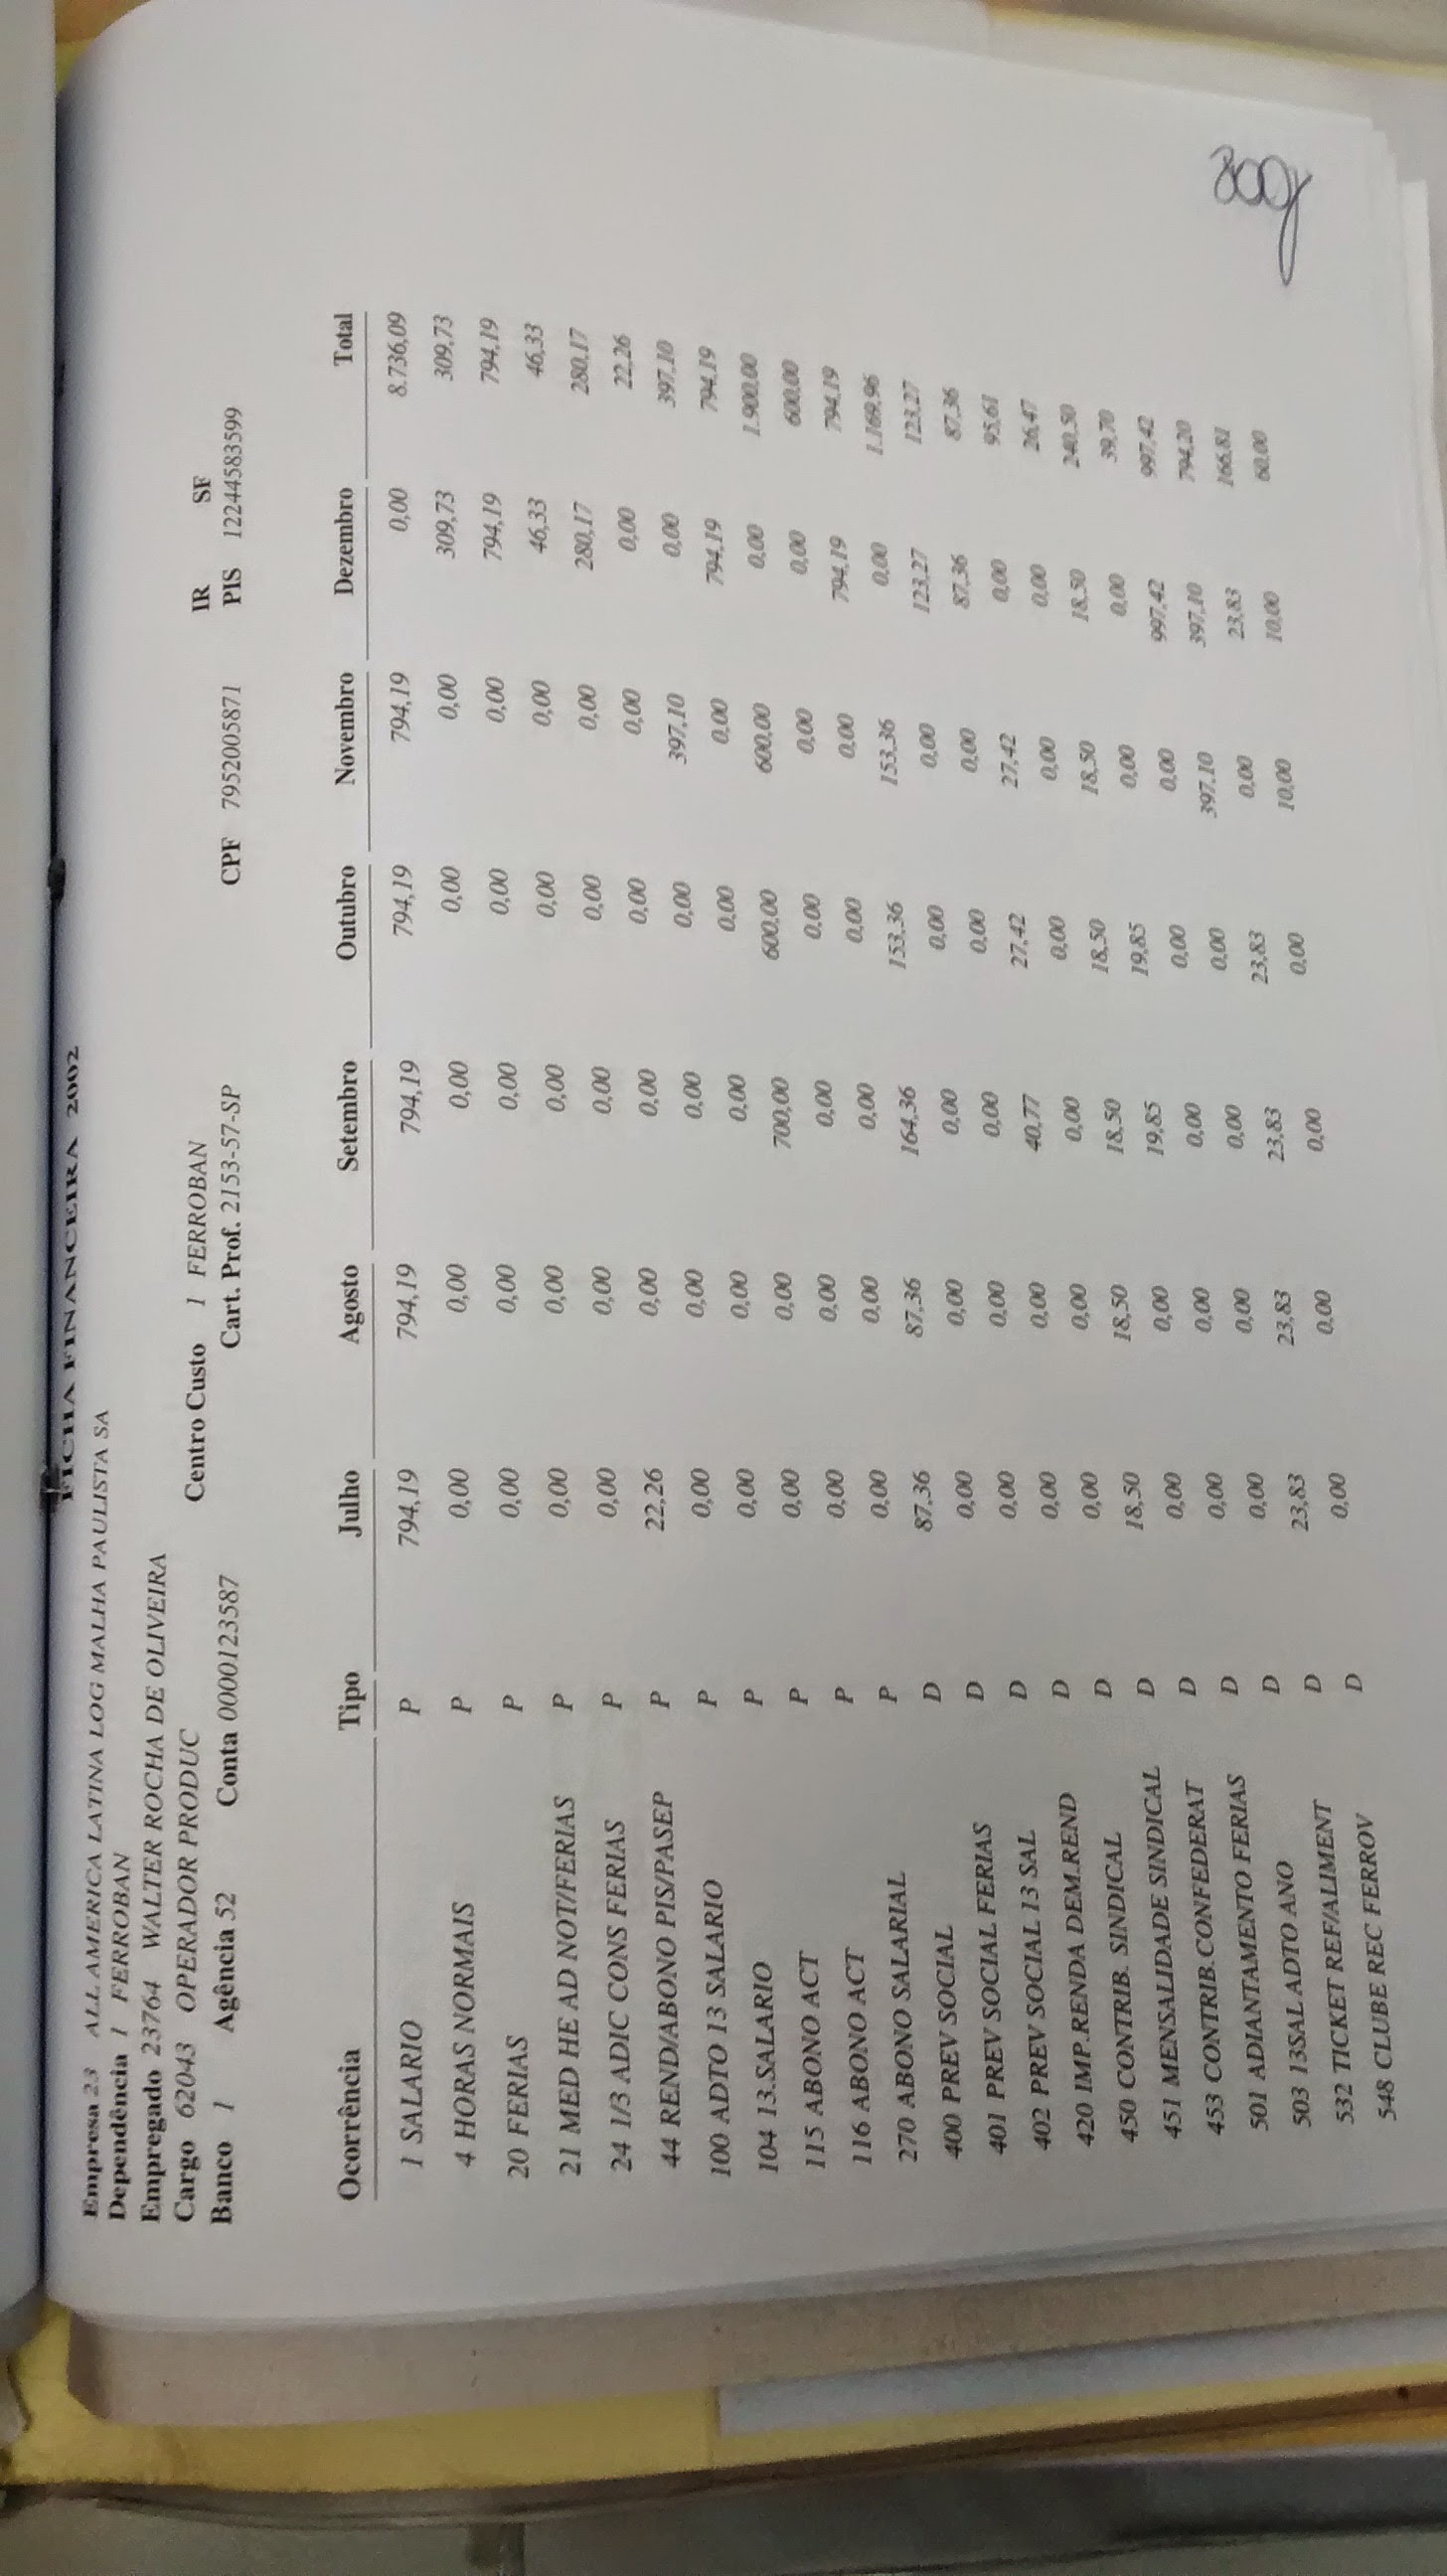 FICHA FINANCEIRA 2002
Empresa 23 ALL AMERICA LATINA LOG MALHA PAULISTA SA
Dependência 1 FERROBAN
Empregado 23764 WALTER ROCHA DE OLIVEIRA
Cargo 62043 OPERADOR PRODUC Centro Custo 1 FERROBAN IR SF
Banco 1 Agência 52 Conta 0000123587 Cart. Prof. 2153-57-SP CPF 7952005871 PIS 12244583599
Ocorrência Tipo Julho Agosto Setembro Outubro Novembro Dezembro Total
1 SALARIO P 794,19 794,19 794,19 794,19 794,19 0,00 8.736,09
4 HORAS NORMAIS P 0,00 0,00 0,00 0,00 0,00 309,73 309,73
20 FERIAS P 0,00 0,00 0,00 0,00 0,00 794,19 794,19
21 MED HE AD NOT/FERIAS P 0,00 0,00 0,00 0,00 0,00 46,33 46,33
24 1/3 ADIC CONS FERIAS P 0,00 0,00 0,00 0,00 0,00 280,17 280,17
44 REND/ABONO PIS/PASEP P 22,26 0,00 0,00 0,00 0,00 0,00 22,26
100 ADTO 13 SALARIO P 0,00 0,00 0,00 0,00 397,10 0,00 397,10
104 13.SALARIO P 0,00 0,00 0,00 0,00 0,00 794,19 794,19
115 ABONO ACT P 0,00 0,00 700,00 600,00 600,00 0,00 1.900,00
116 ABONO ACT P 0,00 0,00 0,00 0,00 0,00 0,00 600,00
270 ABONO SALARIAL P 0,00 0,00 0,00 0,00 0,00 794,19 794,19
400 PREV SOCIAL D 87,36 87,36 164,36 153,36 153,36 0,00 1.169,96
401 PREV SOCIAL FERIAS D 0,00 0,00 0,00 0,00 0,00 123,27 123,27
402 PREV SOCIAL 13 SAL D 0,00 0,00 0,00 0,00 0,00 87,36 87,36
420 IMP.RENDA DEM.REND D 0,00 0,00 40,77 27,42 27,42 0,00 95,61
450 CONTRIB. SINDICAL D 0,00 0,00 0,00 0,00 0,00 0,00 26,47
451 MENSALIDADE SINDICAL D 18,50 18,50 18,50 18,50 18,50 18,50 240,50
453 CONTRIB.CONFEDERAT D 0,00 0,00 19,85 19,85 0,00 0,00 39,70
501 ADIANTAMENTO FERIAS D 0,00 0,00 0,00 0,00 0,00 997,42 997,42
503 13SAL ADTO ANO D 0,00 0,00 0,00 0,00 397,10 397,10 794,20
532 TICKET REF/ALIMENT D 23,83 23,83 23,83 23,83 0,00 23,83 166,81
548 CLUBE REC FERROV D 0,00 0,00 0,00 0,00 10,00 10,00 60,00